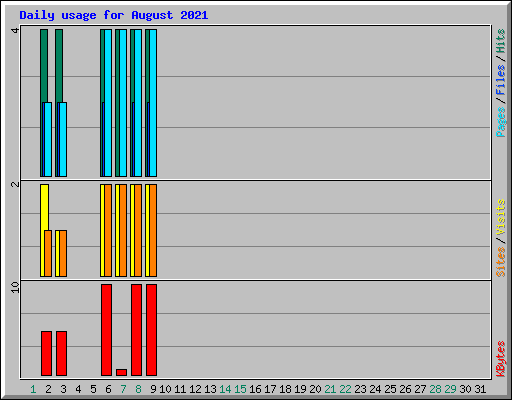 Daily usage for August 2021
4
Pages / Files / Hits
2
Sites / Visits
10
KBytes
1 2 3 4 5 6 7 8 9 10 11 12 13 14 15 16 17 18 19 20 21 22 23 24 25 26 27 28 29 30 31